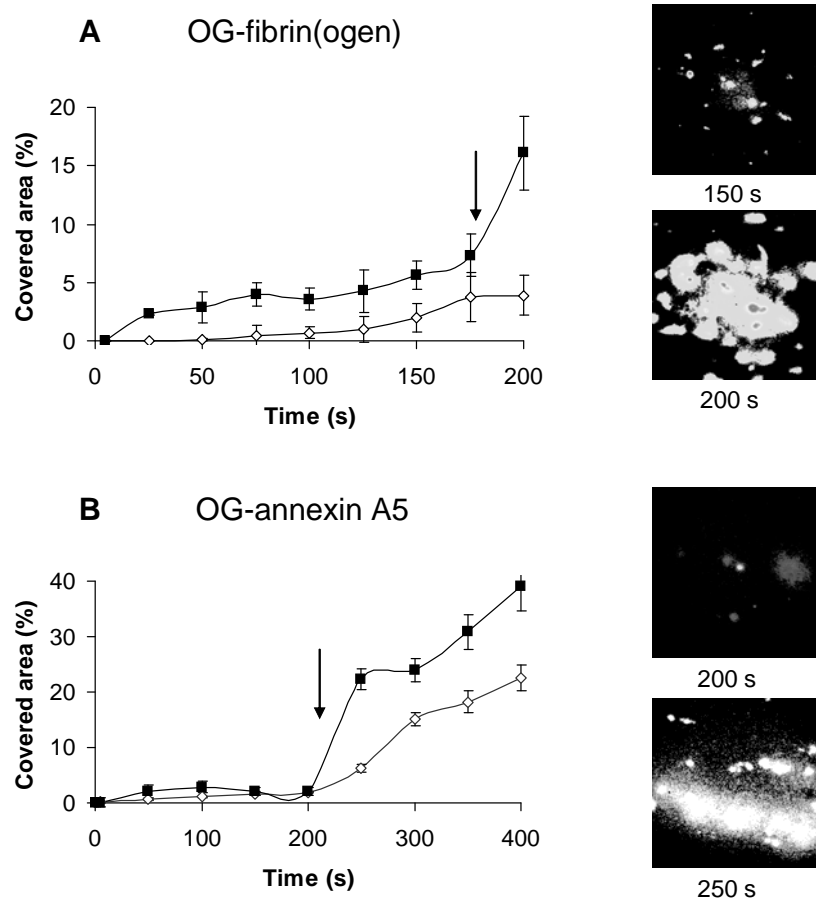 A
OG-fibrin(ogen)
Covered area (%)
20
15
10
5
0
0 50 100 150 200
Time (s)
150 s
200 s
B
OG-annexin A5
Covered area (%)
40
30
20
10
0
0 100 200 300 400
Time (s)
200 s
250 s